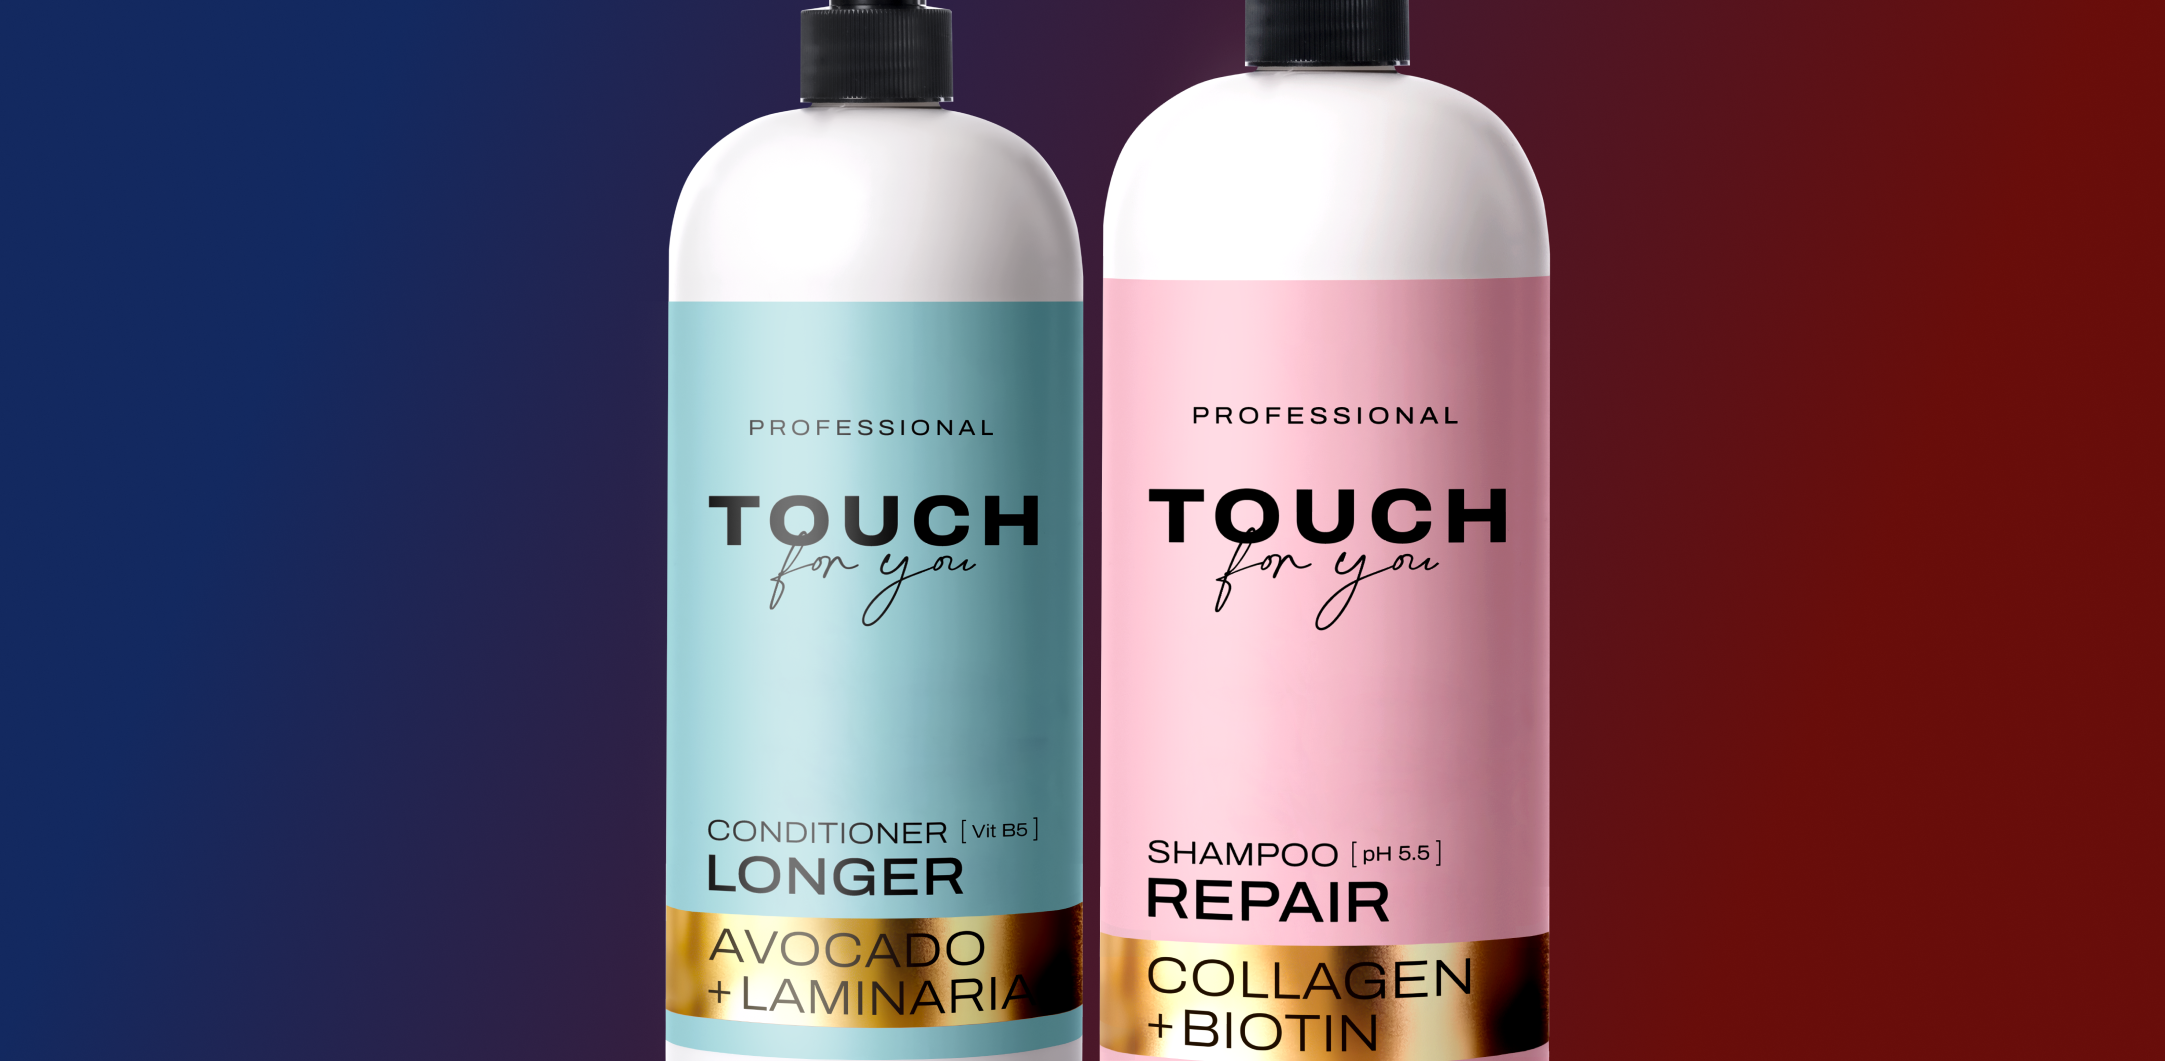 PROFESSIONAL
TOUCH
for you
CONDITIONER [Vit B5]
LONGER
AVOCADO
+LAMINARIA
PROFESSIONAL
TOUCH
for you
SHAMPOO [pH 5.5]
REPAIR
COLLAGEN
+BIOTIN